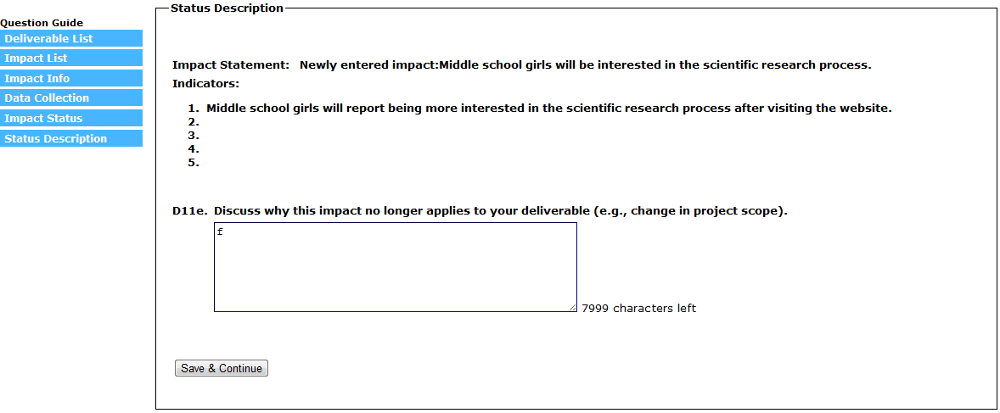 Question Guide
Deliverable List
Impact List
Impact Info
Data Collection
Impact Status
Status Description
Status Description
Impact Statement: Newly entered impact:Middle school girls will be interested in the scientific research process.
Indicators:
1. Middle school girls will report being more interested in the scientific research process after visiting the website.
2.
3.
4.
5.
D11e. Discuss why this impact no longer applies to your deliverable (e.g., change in project scope).
f
7999 characters left
Save & Continue